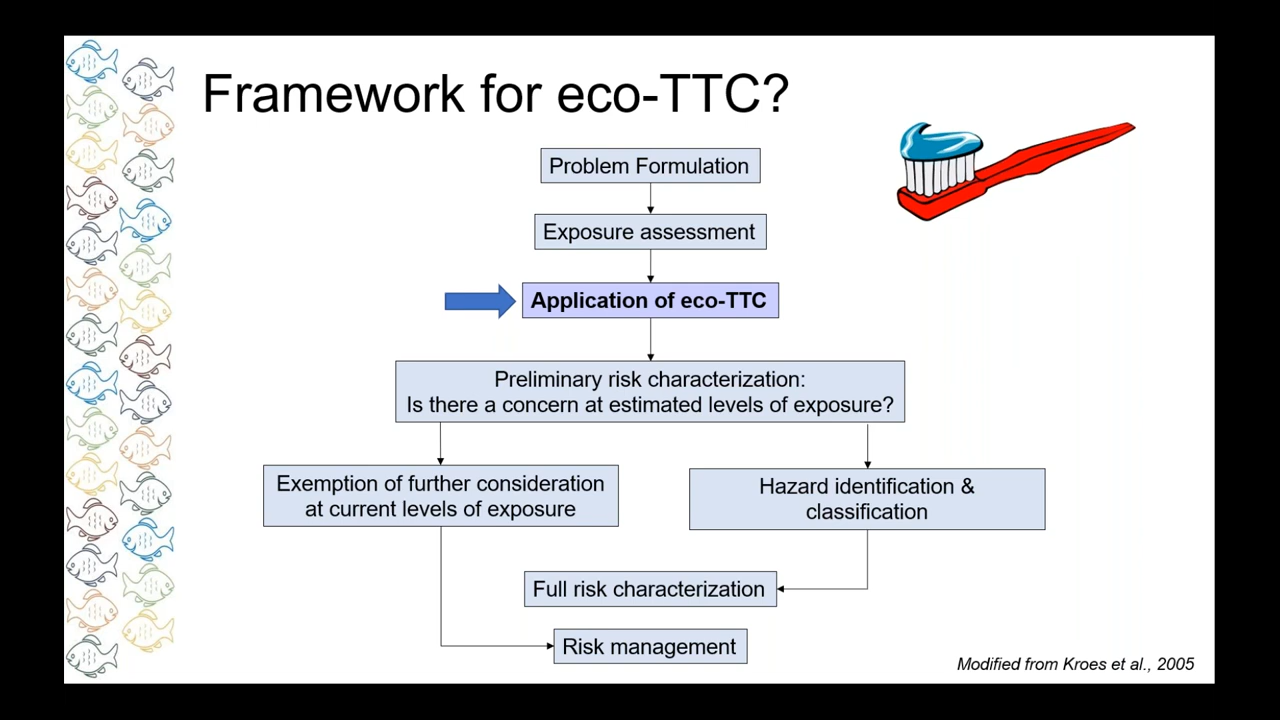 Framework for eco-TTC?
Problem Formulation
Exposure assessment
Application of eco-TTC
Preliminary risk characterization:
Is there a concern at estimated levels of exposure?
Exemption of further consideration
at current levels of exposure
Hazard identification &
classification
Full risk characterization
Risk management
Modified from Kroes et al., 2005